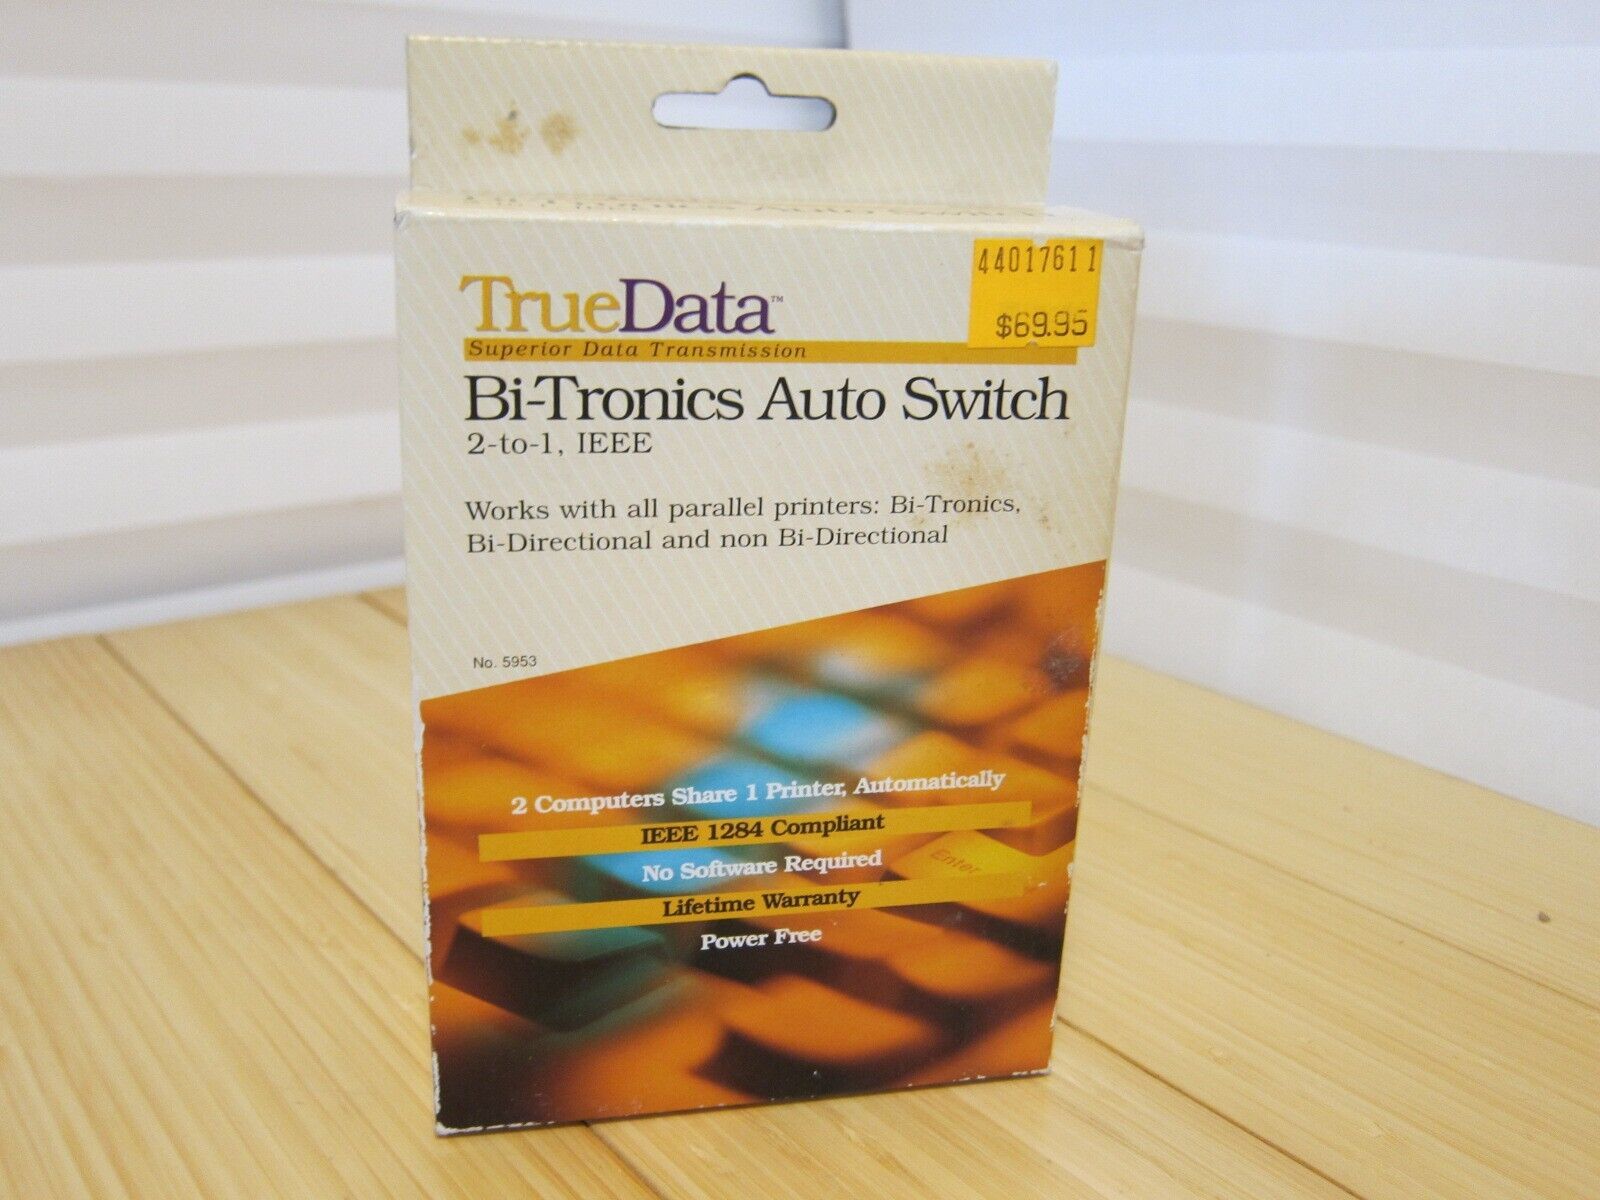 44017611
$69.95
TrueData™
Superior Data Transmission
Bi-Tronics Auto Switch
2-to-1, IEEE
Works with all parallel printers: Bi-Tronics,
Bi-Directional and non Bi-Directional
No. 5953
2 Computers Share 1 Printer, Automatically
IEEE 1284 Compliant
Enter
No Software Required
Lifetime Warranty
Power Free